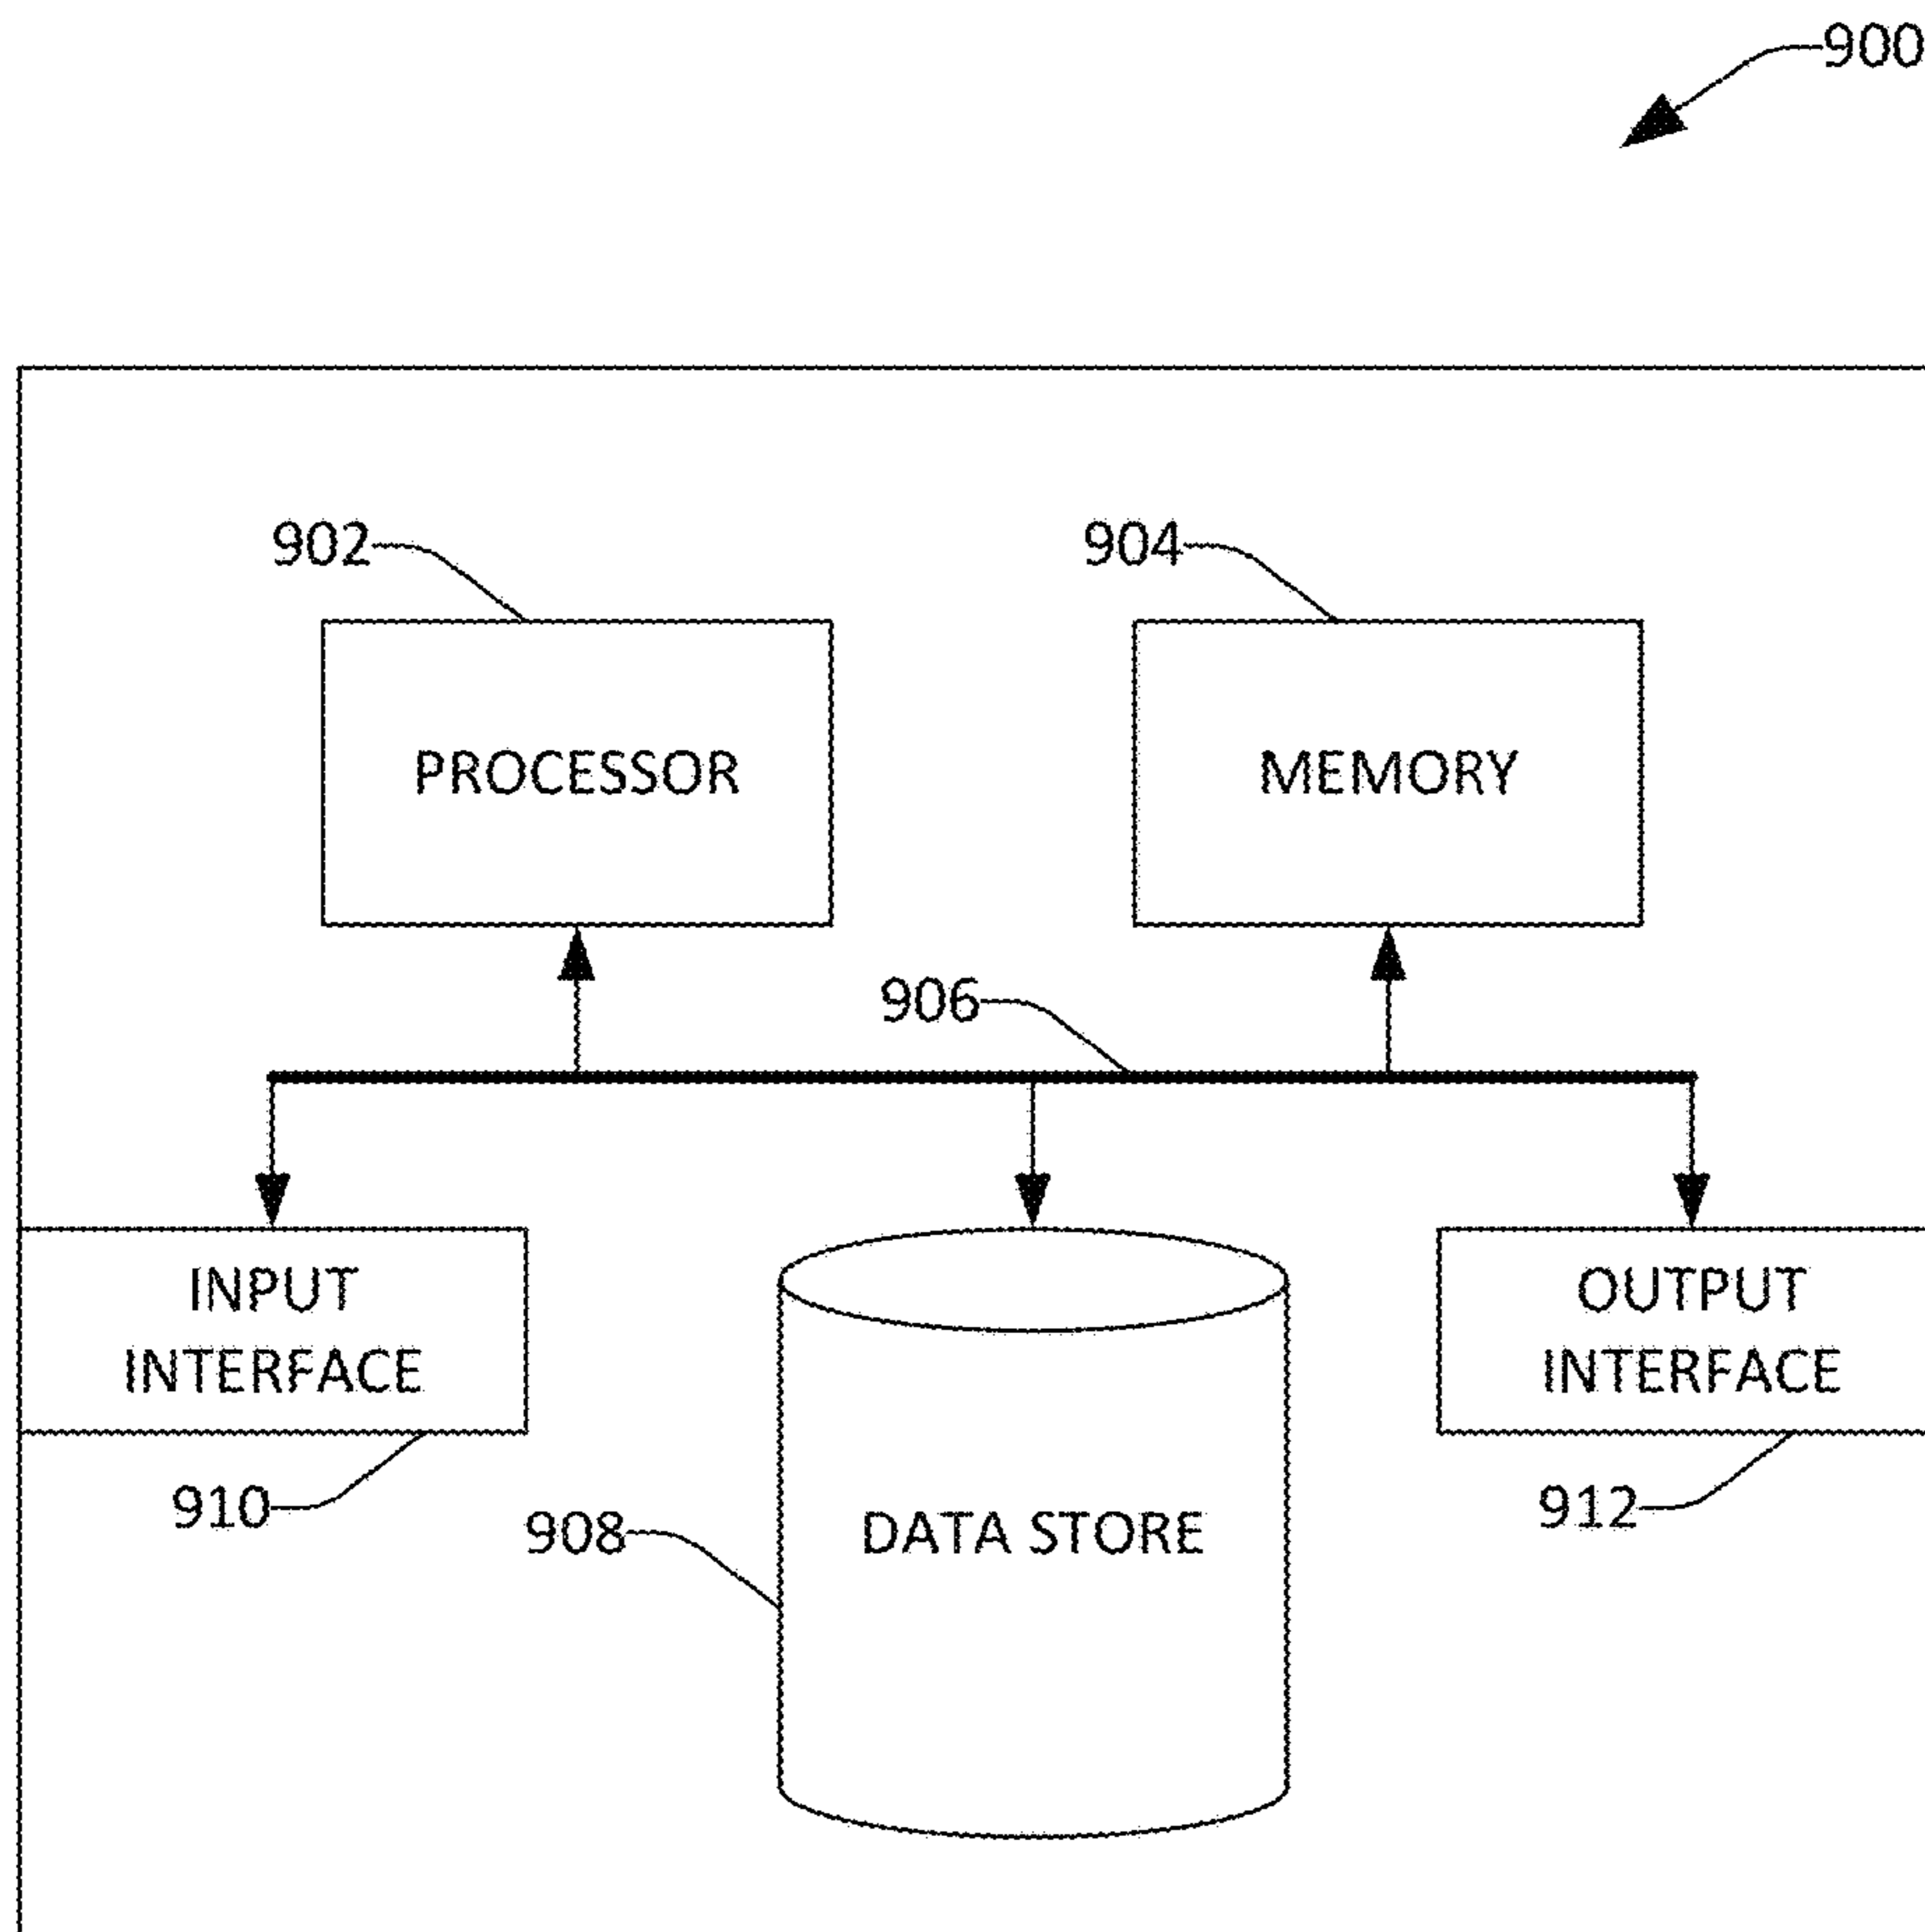 900
902
904
PROCESSOR
MEMORY
906
INPUT
INTERFACE
OUTPUT
INTERFACE
910
908
DATA STORE
912